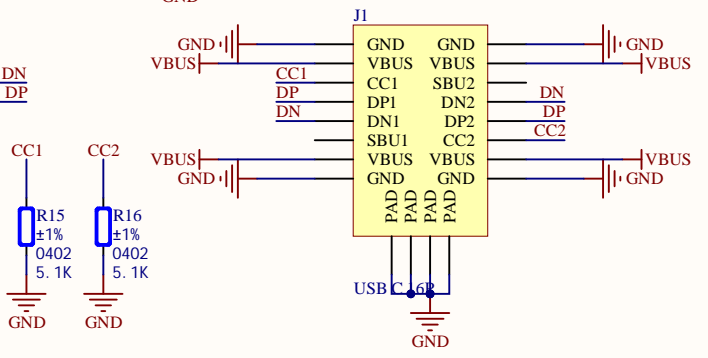 GND
J1
GND GND GND GND
VBUS VBUS VBUS VBUS
DN CC1 CC1 SBU2
DP DP DP1 DN2 DN
DN DN1 DP2 DP
SBU1 CC2 CC2
CC1 CC2 VBUS VBUS VBUS VBUS
GND GND GND GND
PAD PAD PAD PAD
R15 R16
±1% ±1%
0402 0402
5.1K 5.1K
USB C 16P
GND GND
GND